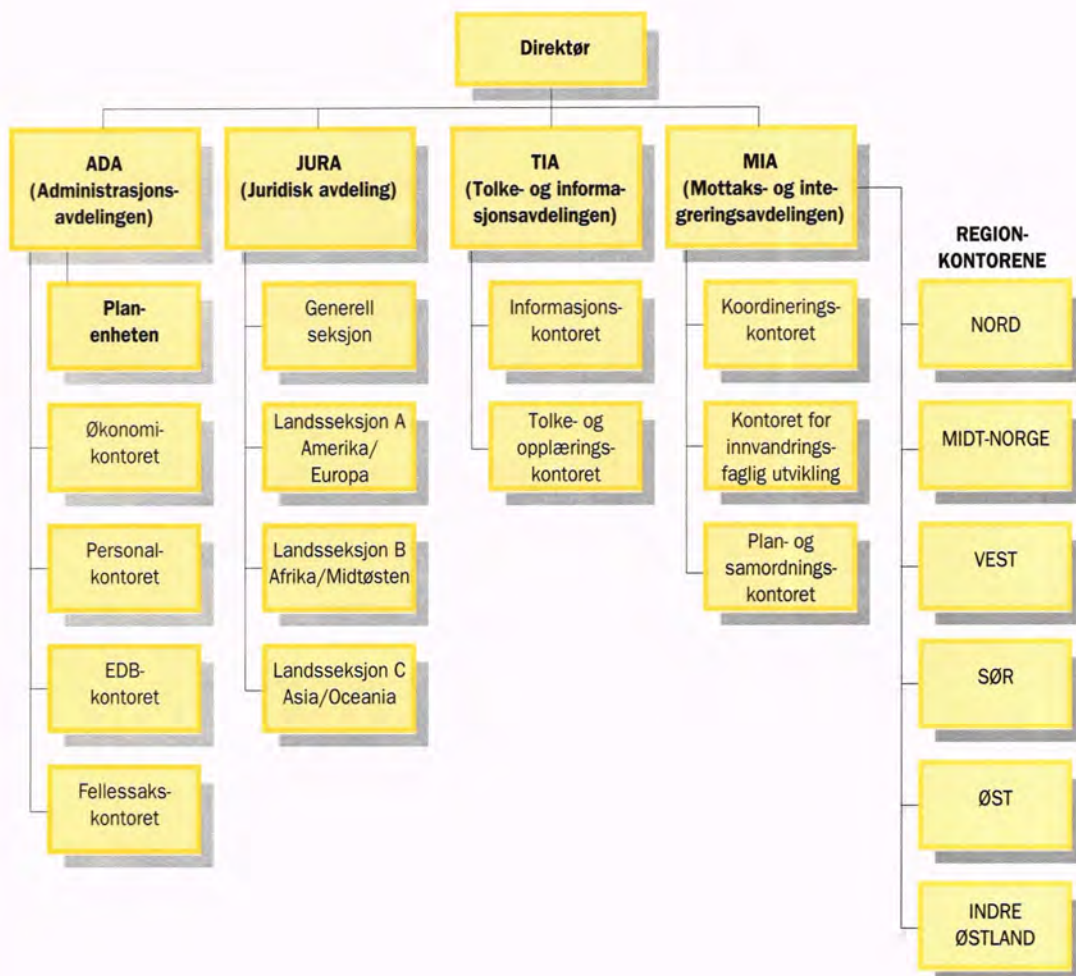 Direktør
ADA
(Administrasjons-
avdelingen)
JURA
(Juridisk avdeling)
TIA
(Tolke- og informa-
sjonsavdelingen)
MIA
(Mottaks- og inte-
greringsavdelingen)
Plan-
enheten
Økonomi-
kontoret
Personal-
kontoret
EDB-
kontoret
Fellessaks-
kontoret
Generell
seksjon
Landsseksjon A
Amerika/
Europa
Landsseksjon B
Afrika/Midtøsten
Landsseksjon C
Asia/Oceania
Informasjons-
kontoret
Tolke- og
opplærings-
kontoret
Koordinerings-
kontoret
Kontoret for
innvandrings-
faglig utvikling
Plan- og
samordnings-
kontoret
REGION-
KONTORENE
NORD
MIDT-NORGE
VEST
SØR
ØST
INDRE
ØSTLAND